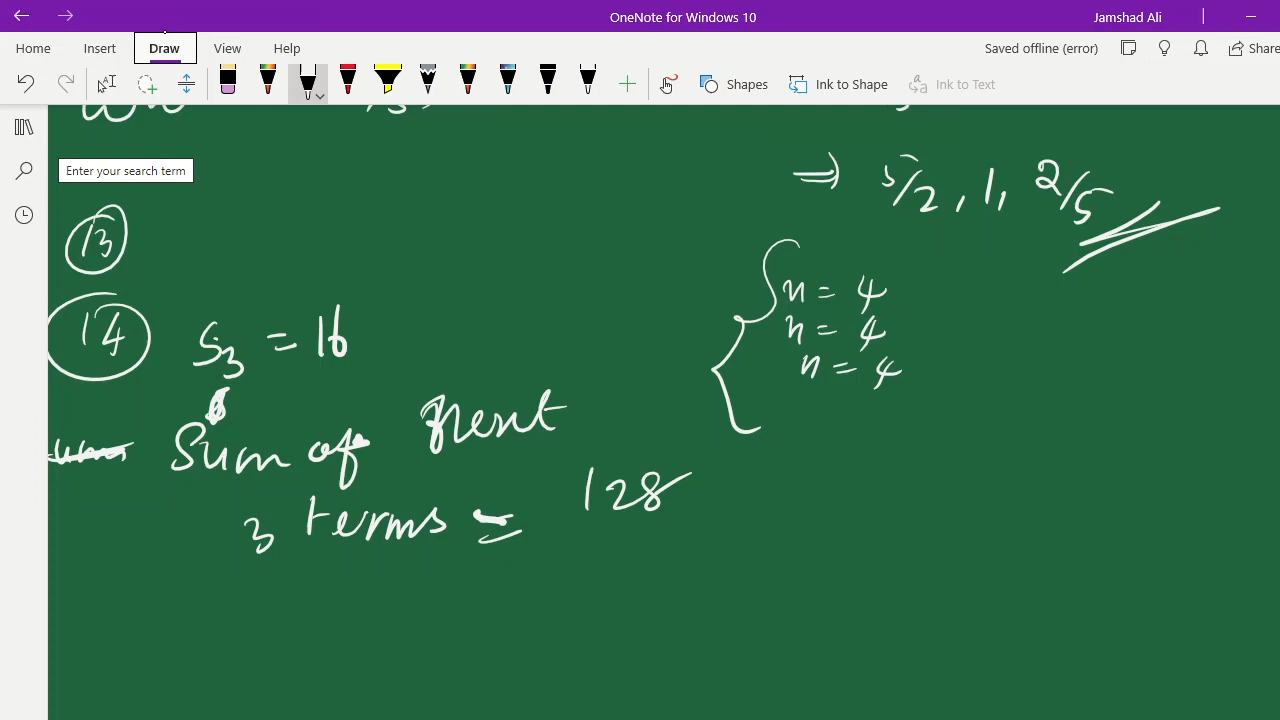 OneNote for Windows 10
Jamshad Ali
Home Insert Draw View Help
Saved offline (error)
Share
Shapes
Ink to Shape
Ink to Text
Enter your search term
⇒ 5/2, 1, 2/5
13
n = 4
14 S3 = 16
n = 4
n = 4
Sum of next
3 terms = 128